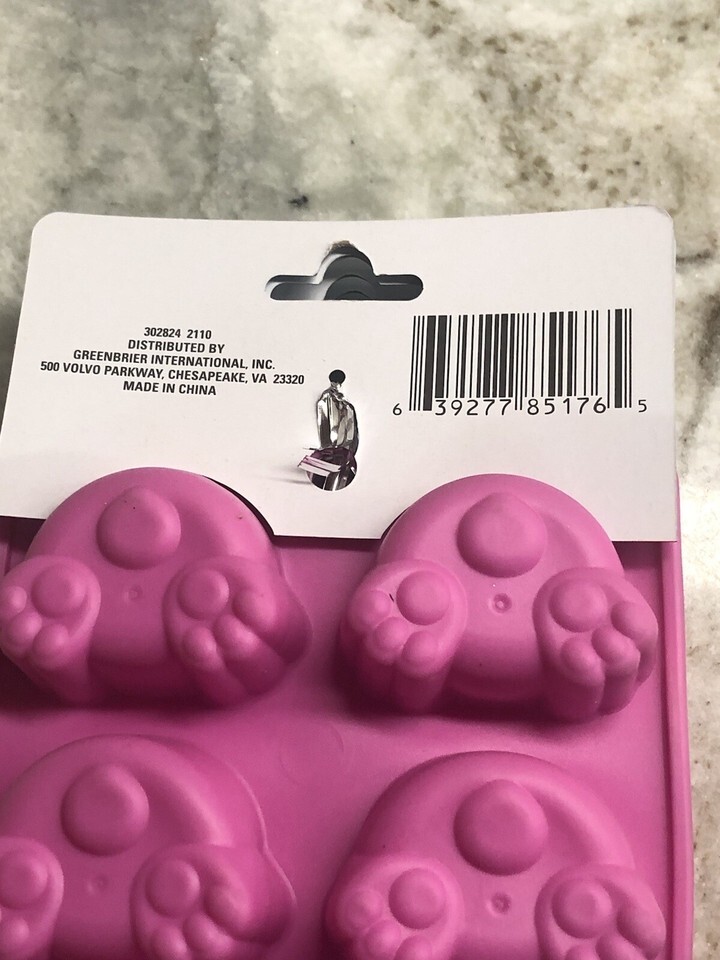 302824 2110
DISTRIBUTED BY
GREENBRIER INTERNATIONAL, INC.
500 VOLVO PARKWAY, CHESAPEAKE, VA 23320
MADE IN CHINA
6 39277 85176 5